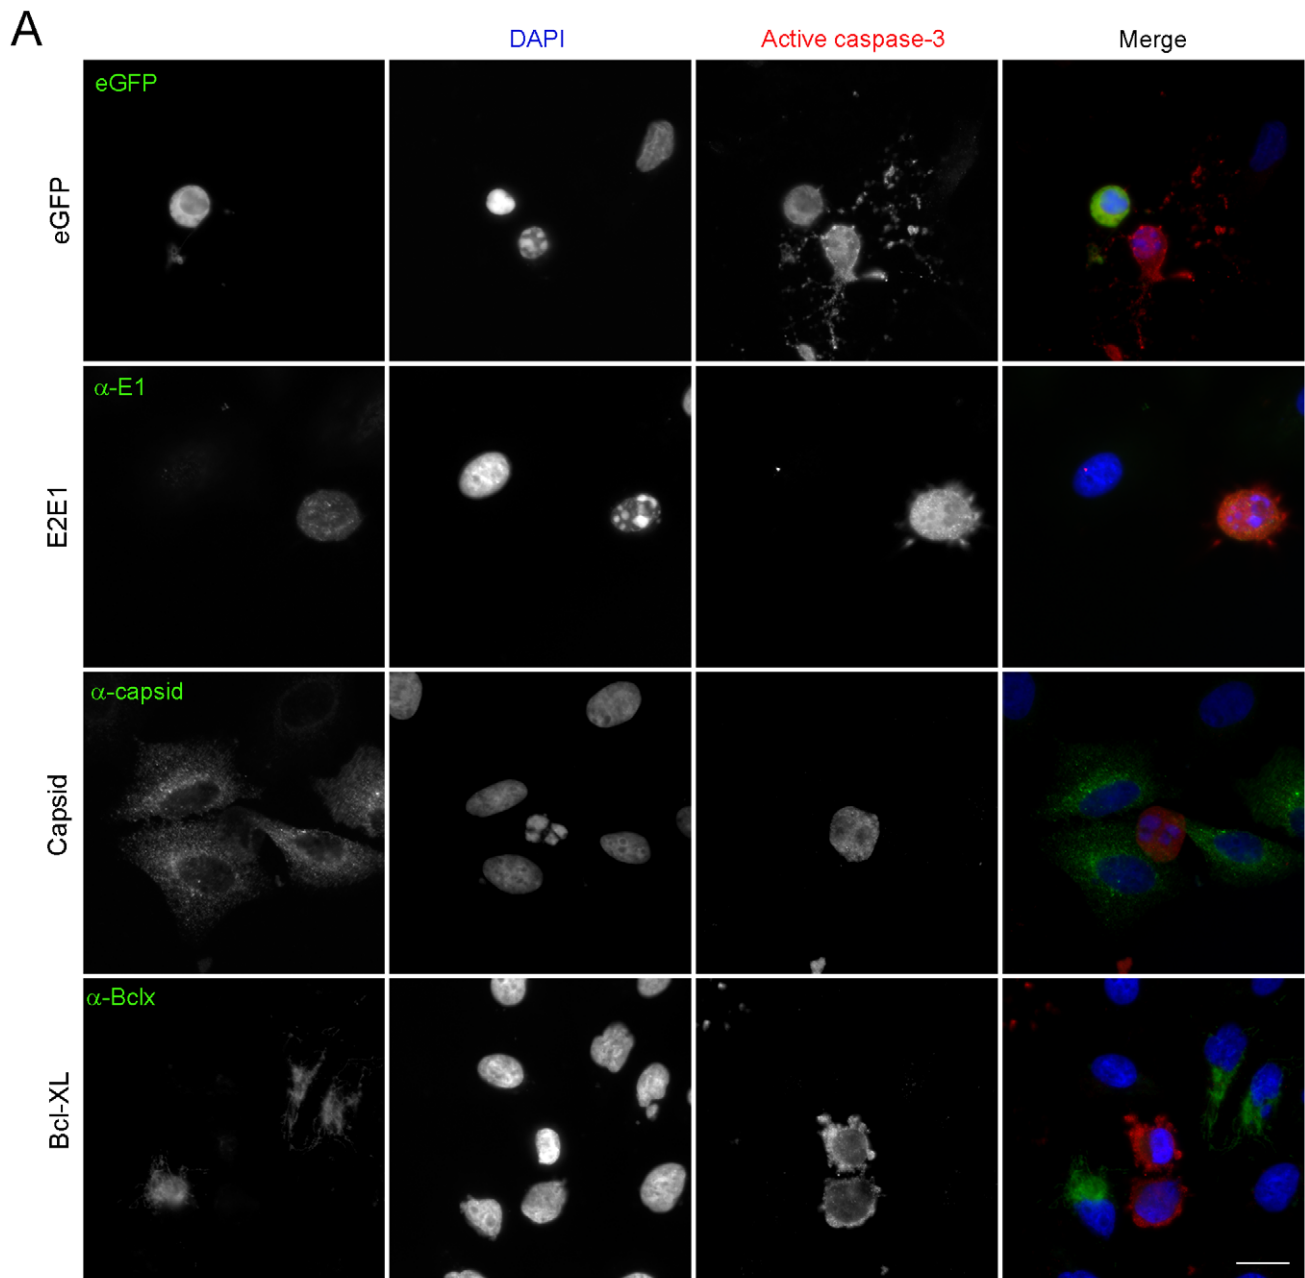 A
DAPI
Active caspase-3
Merge
eGFP
eGFP
α-E1
E2E1
α-capsid
Capsid
α-Bclx
Bcl-XL